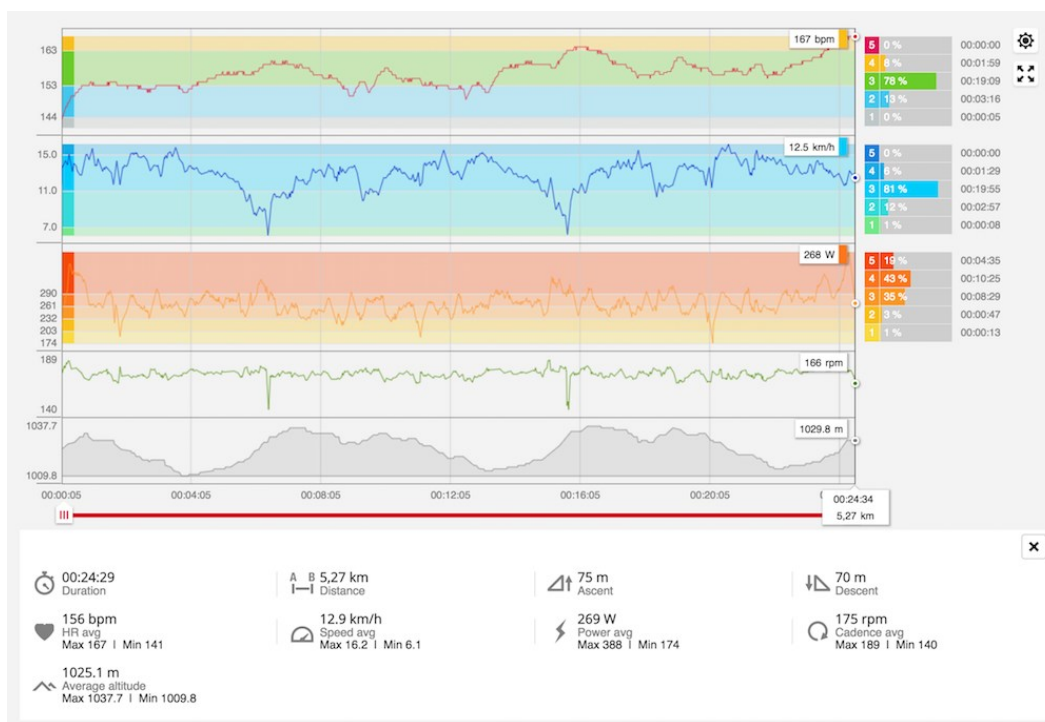 163
153
144
167 bpm
5 0 % 00:00:00
4 8 % 00:01:59
3 78 % 00:19:09
2 13 % 00:03:16
1 0 % 00:00:05
15.0
11.0
7.0
12.5 km/h
5 0 % 00:00:00
4 6 % 00:01:29
3 81 % 00:19:55
2 12 % 00:02:57
1 1 % 00:00:08
290
261
232
203
174
268 W
5 19 % 00:04:35
4 43 % 00:10:25
3 35 % 00:08:29
2 3 % 00:00:47
1 1 % 00:00:13
189
140
166 rpm
1037.7
1009.8
1029.8 m
00:00:05 00:04:05 00:08:05 00:12:05 00:16:05 00:20:05
00:24:34
5,27 km
00:24:29
Duration
A B 5,27 km
Distance
75 m
Ascent
70 m
Descent
156 bpm
HR avg
Max 167 | Min 141
12.9 km/h
Speed avg
Max 16.2 | Min 6.1
269 W
Power avg
Max 388 | Min 174
175 rpm
Cadence avg
Max 189 | Min 140
1025.1 m
Average altitude
Max 1037.7 | Min 1009.8